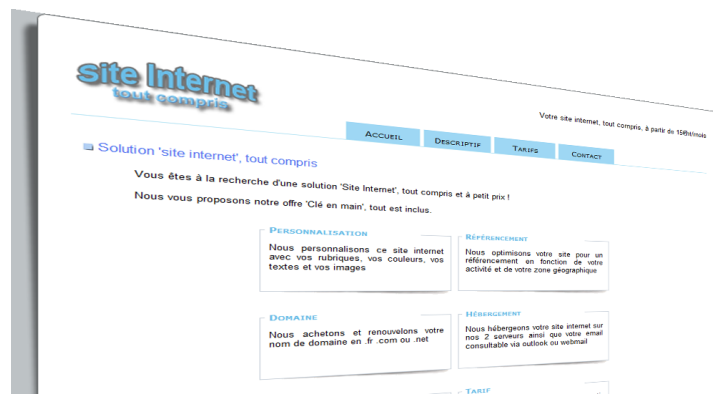 site Internet
tout compris
Votre site internet, tout compris, à partir de 15€ht/mois
ACCUEIL
DESCRIPTIF
TARIFS
CONTACT
Solution 'site internet', tout compris
Vous êtes à la recherche d'une solution 'Site Internet', tout compris et à petit prix !
Nous vous proposons notre offre 'Clé en main', tout est inclus.
PERSONNALISATION
Nous personnalisons ce site internet
avec vos rubriques, vos couleurs, vos
textes et vos images
RÉFÉRENCEMENT
Nous optimisons votre site pour un
référencement en fonction de votre
activité et de votre zone géographique
DOMAINE
Nous achetons et renouvelons votre
nom de domaine en .fr .com ou .net
HÉBERGEMENT
Nous hébergeons votre site internet sur
nos 2 serveurs ainsi que votre email
consultable via outlook ou webmail
TARIF